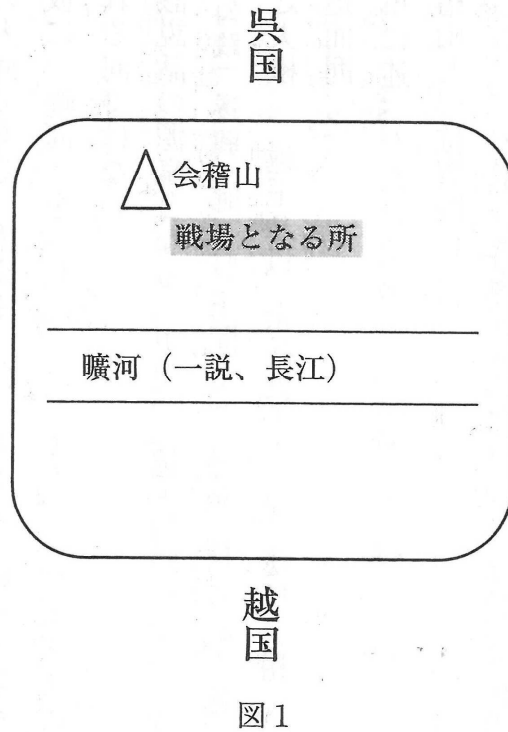 呉国
会稽山
戦場となる所
曠河（一説、長江）
越国
図1